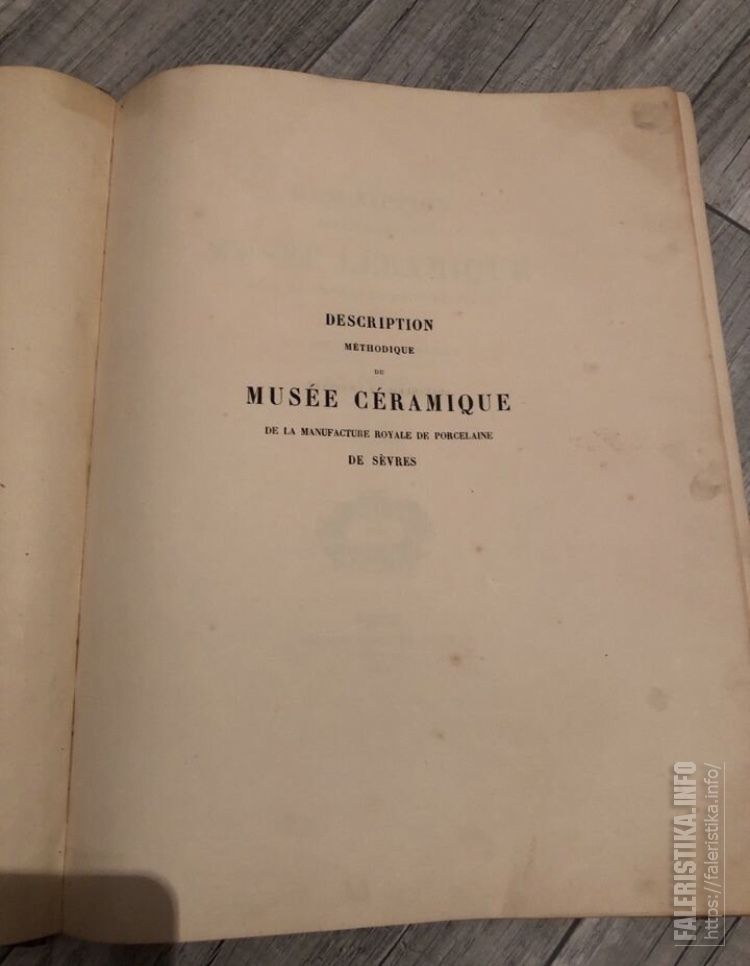 DESCRIPTION
MÉTHODIQUE
DU
MUSÉE CÉRAMIQUE
DE LA MANUFACTURE ROYALE DE PORCELAINE
DE SÈVRES
FALERISTIKA.INFO
https://faleristika.info/